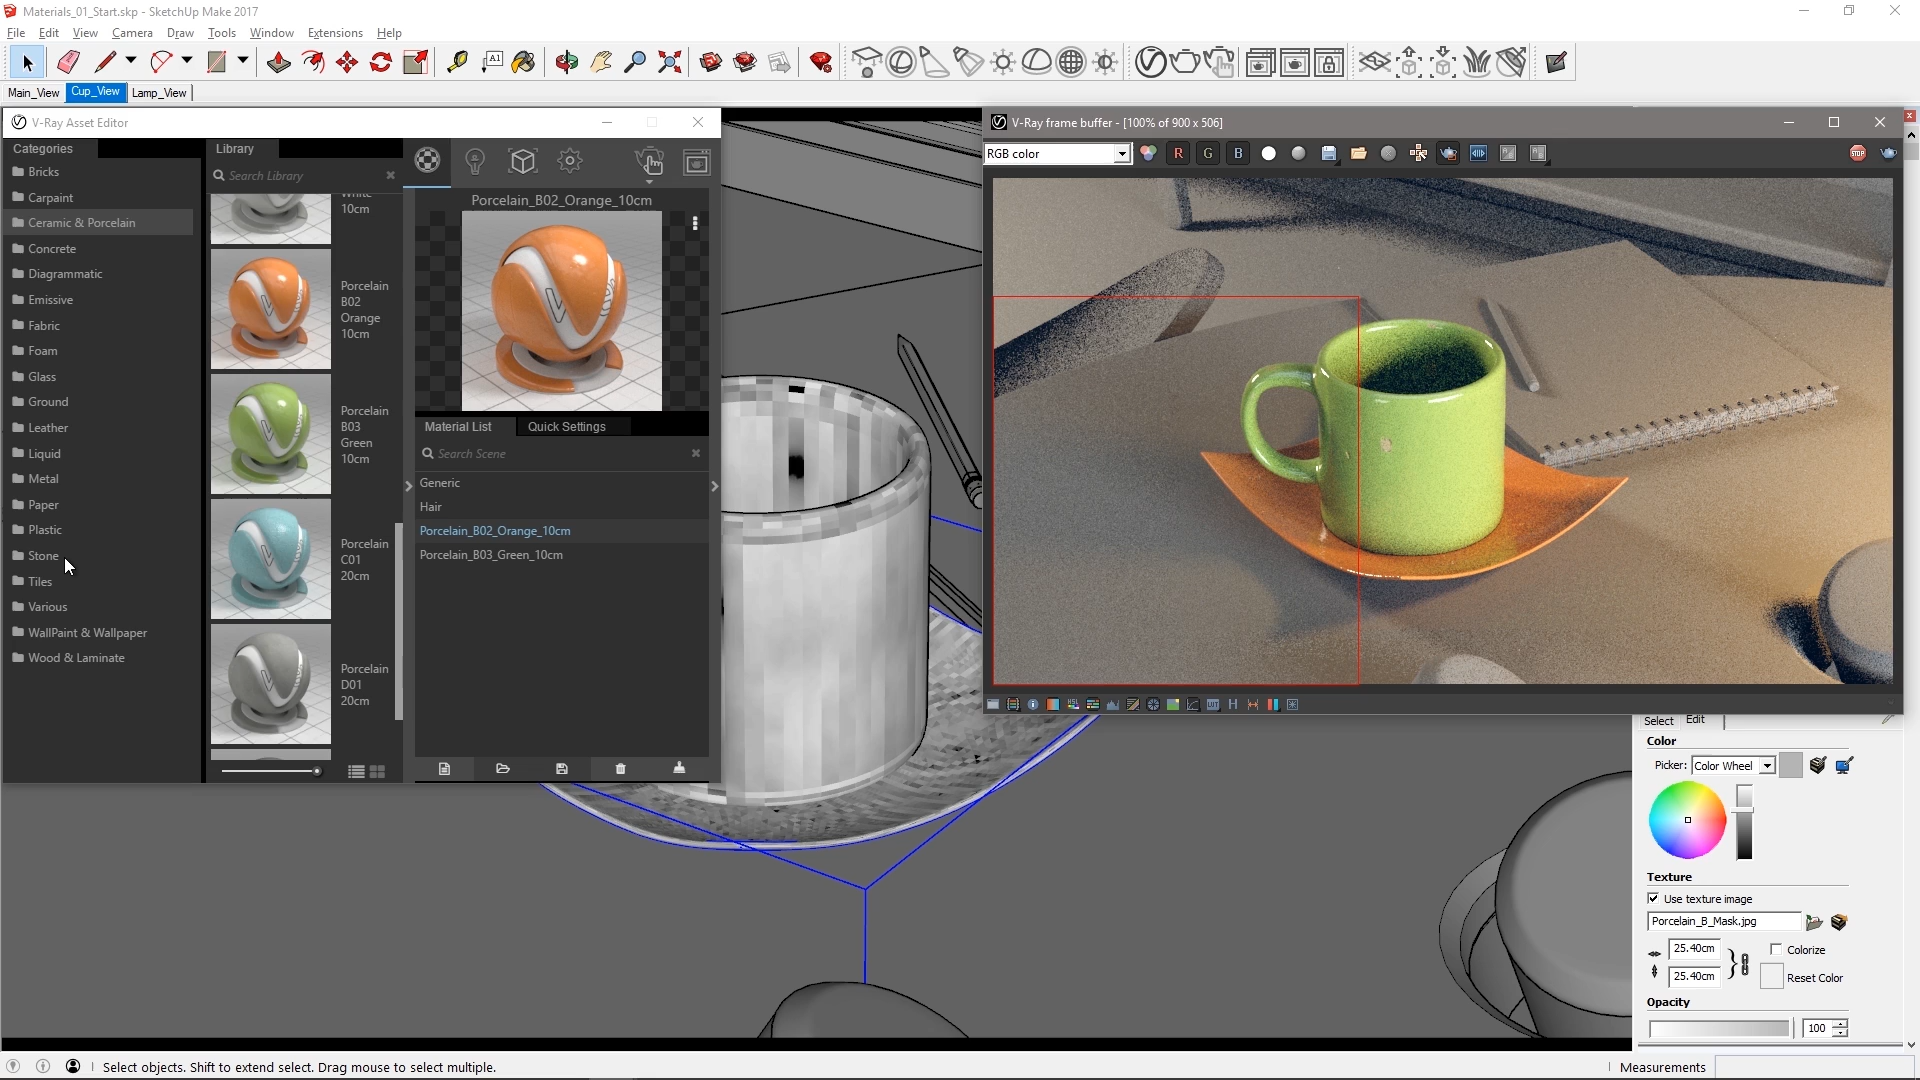 Materials_01_Start.skp - SketchUp Make 2017
File Edit View Camera Draw Tools Window Extensions Help
A1
Main_View Cup_View Lamp_View
V-Ray Asset Editor
Categories
Bricks
Carpaint
Ceramic & Porcelain
Concrete
Diagrammatic
Emissive
Fabric
Foam
Glass
Ground
Leather
Liquid
Metal
Paper
Plastic
Stone
Tiles
Various
WallPaint & Wallpaper
Wood & Laminate
Library
Search Library
White
10cm
Porcelain
B02
Orange
10cm
Porcelain
B03
Green
10cm
Porcelain
C01
20cm
Porcelain
D01
20cm
Porcelain_B02_Orange_10cm
Material List Quick Settings
Search Scene
Generic
Hair
Porcelain_B02_Orange_10cm
Porcelain_B03_Green_10cm
V-Ray frame buffer - [100% of 900 x 506]
RGB color R G B
STOP
H
Select Edit
Color
Picker: Color Wheel
Texture
Use texture image
Porcelain_B_Mask.jpg
25.40cm Colorize
25.40cm Reset Color
Opacity
100
Select objects. Shift to extend select. Drag mouse to select multiple.
Measurements